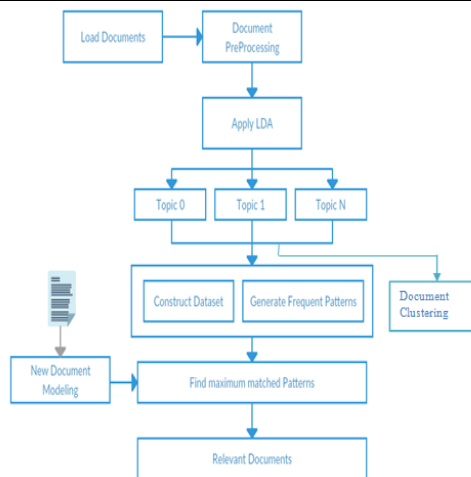 Load Documents
Document
PreProcessing
Apply LDA
Topic 0
Topic 1
Topic N
Construct Dataset
Generate Frequent Patterns
Document
Clustering
New Document
Modeling
Find maximum matched Patterns
Relevant Documents